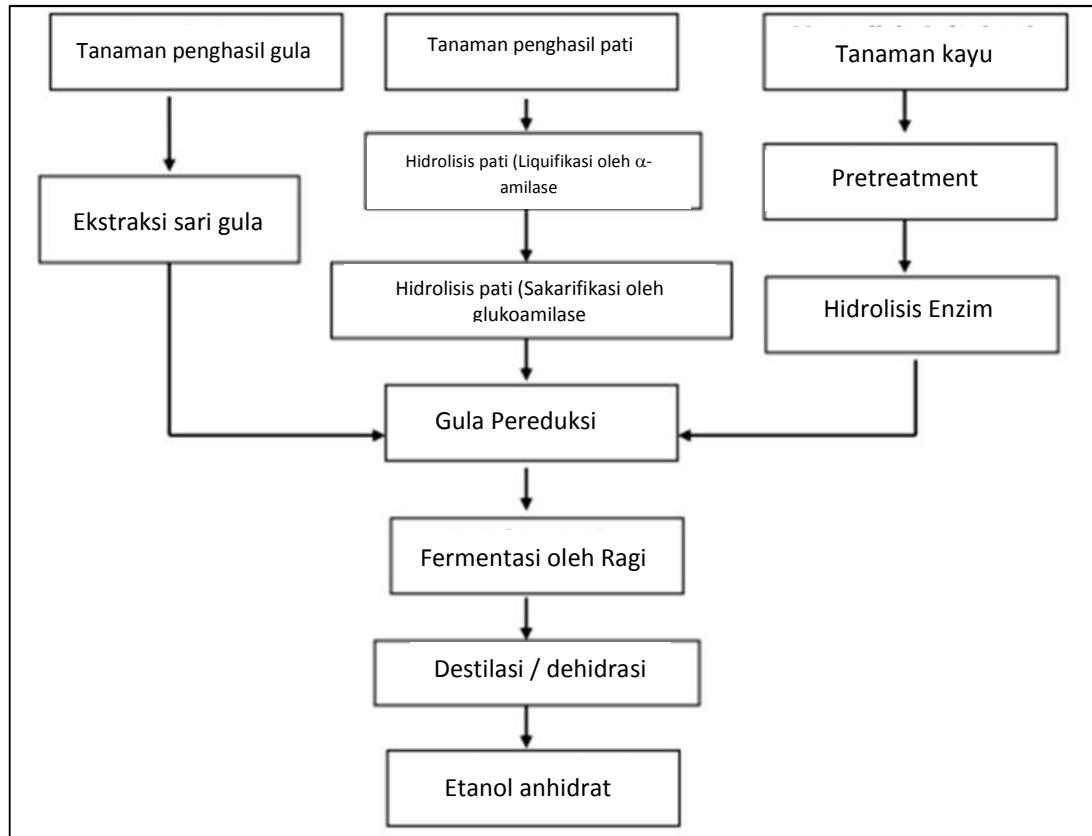 Tanaman penghasil gula
Tanaman penghasil pati
Tanaman kayu
Hidrolisis pati (Liquifikasi oleh α-
amilase
Pretreatment
Ekstraksi sari gula
Hidrolisis pati (Sakarifikasi oleh
glukoamilase
Hidrolisis Enzim
Gula Pereduksi
Fermentasi oleh Ragi
Destilasi / dehidrasi
Etanol anhidrat